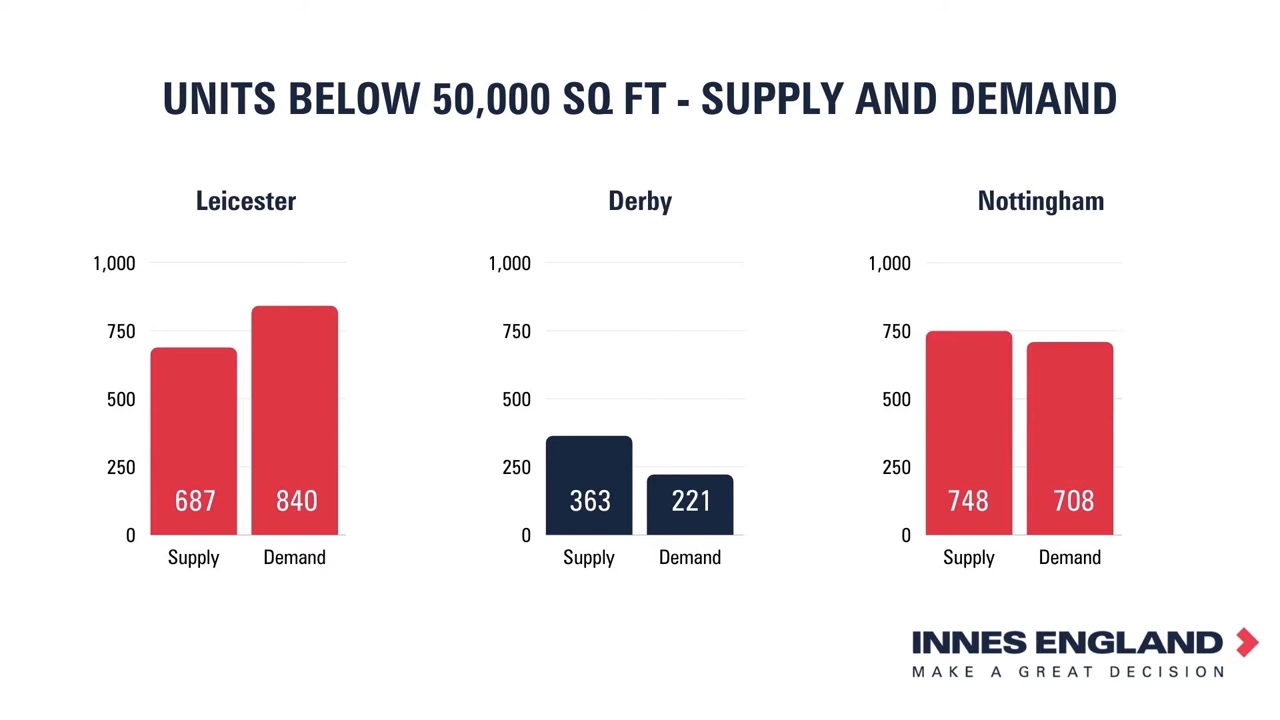 UNITS BELOW 50,000 SQ FT - SUPPLY AND DEMAND
Leicester
1,000
750
500
250
0
687
840
Supply
Demand
Derby
1,000
750
500
250
0
363
221
Supply
Demand
Nottingham
1,000
750
500
250
0
748
708
Supply
Demand
INNES ENGLAND
MAKE A GREAT DECISION